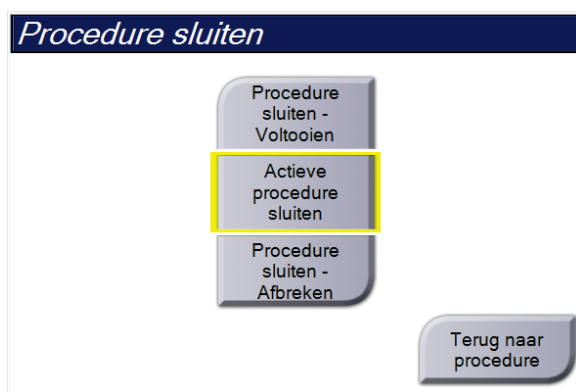 Procedure sluiten
Procedure
sluiten -
Voltooien
Actieve
procedure
sluiten
Procedure
sluiten -
Afbreken
Terug naar
procedure